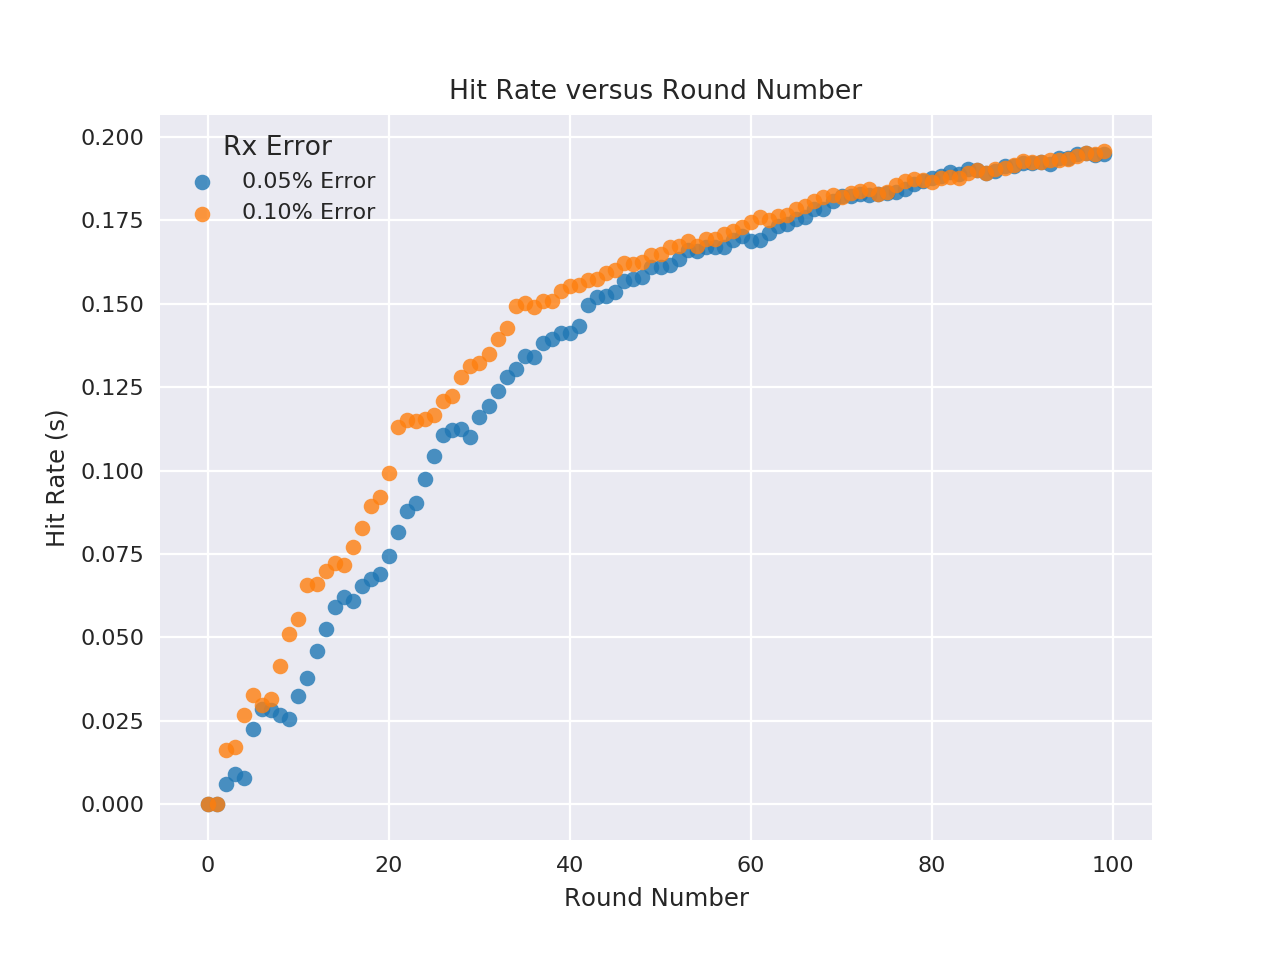 Hit Rate versus Round Number
Rx Error
0.05% Error
0.10% Error
0.200
0.175
0.150
0.125
0.100
0.075
0.050
0.025
0.000
Hit Rate (s)
0 20 40 60 80 100
Round Number